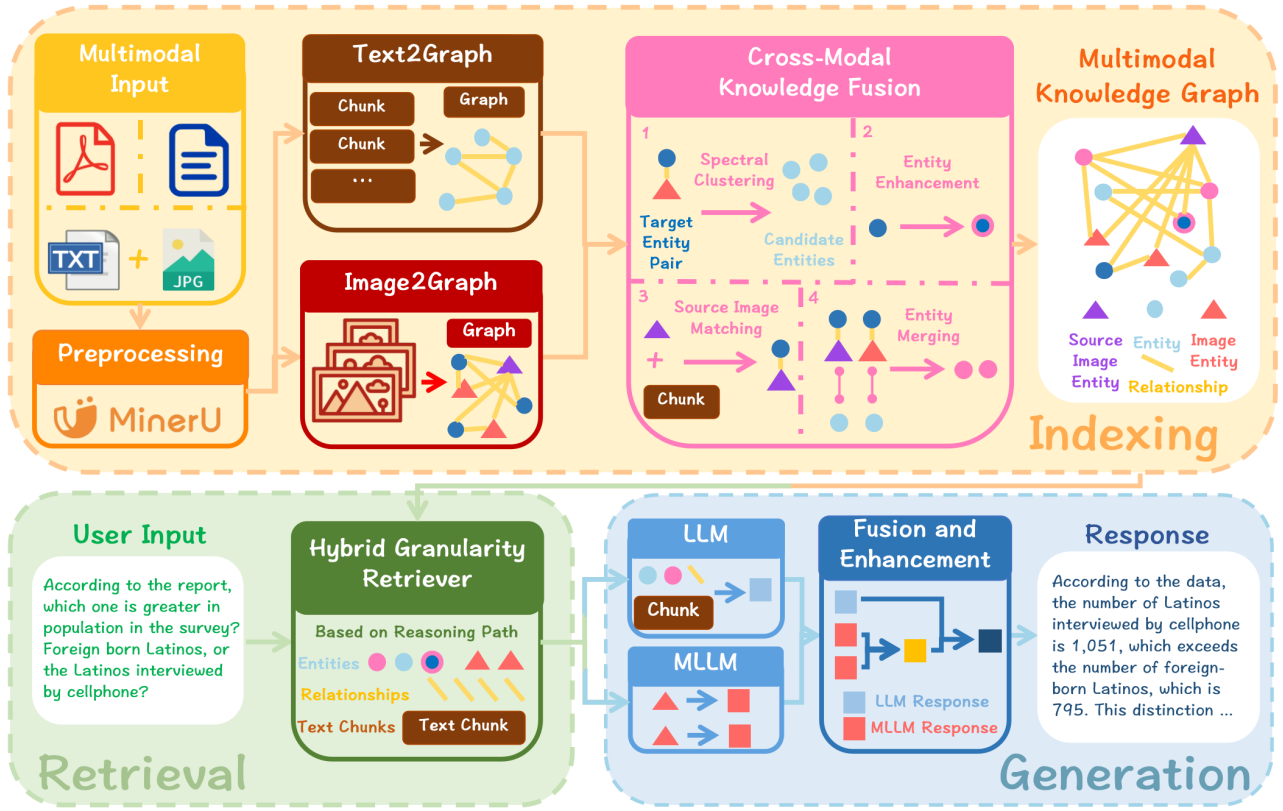 Multimodal
Input
TXT
JPG
Preprocessing
MinerU
Text2Graph
Chunk
Chunk
...
Graph
Image2Graph
Graph
Cross-Modal
Knowledge Fusion
1
Spectral
Clustering
Target
Entity
Pair
Candidate
Entities
2
Entity
Enhancement
3
Source Image
Matching
Chunk
4
Entity
Merging
Multimodal
Knowledge Graph
Source
Image
Entity
Entity
Image
Entity
Relationship
Indexing
User Input
According to the report,
which one is greater in
population in the survey?
Foreign born Latinos, or
the Latinos interviewed
by cellphone?
Hybrid Granularity
Retriever
Based on Reasoning Path
Entities
Relationships
Text Chunks
Text Chunk
Retrieval
LLM
Chunk
MLLM
Fusion and
Enhancement
LLM Response
MLLM Response
Response
According to the data,
the number of Latinos
interviewed by cellphone
is 1,051, which exceeds
the number of foreign-
born Latinos, which is
795. This distinction ...
Generation